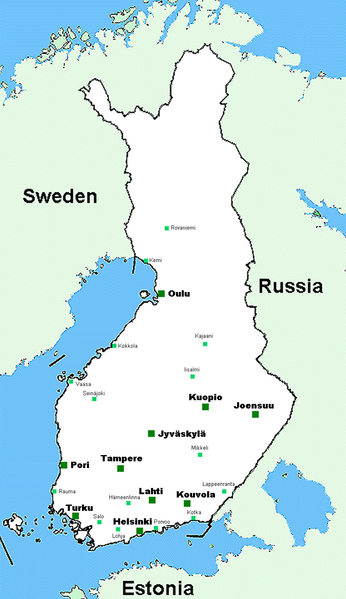 Sweden
Rovaniemi
Kemi
Russia
Oulu
Kajaani
Kokkola
Iisalmi
Vaasa
Seinäjoki
Kuopio
Joensuu
Jyväskylä
Mikkeli
Tampere
Pori
Lappeenranta
Rauma
Hämeenlinna
Lahti
Kouvola
Turku
Salo
Kotka
Helsinki
Porvoo
Lohja
Estonia